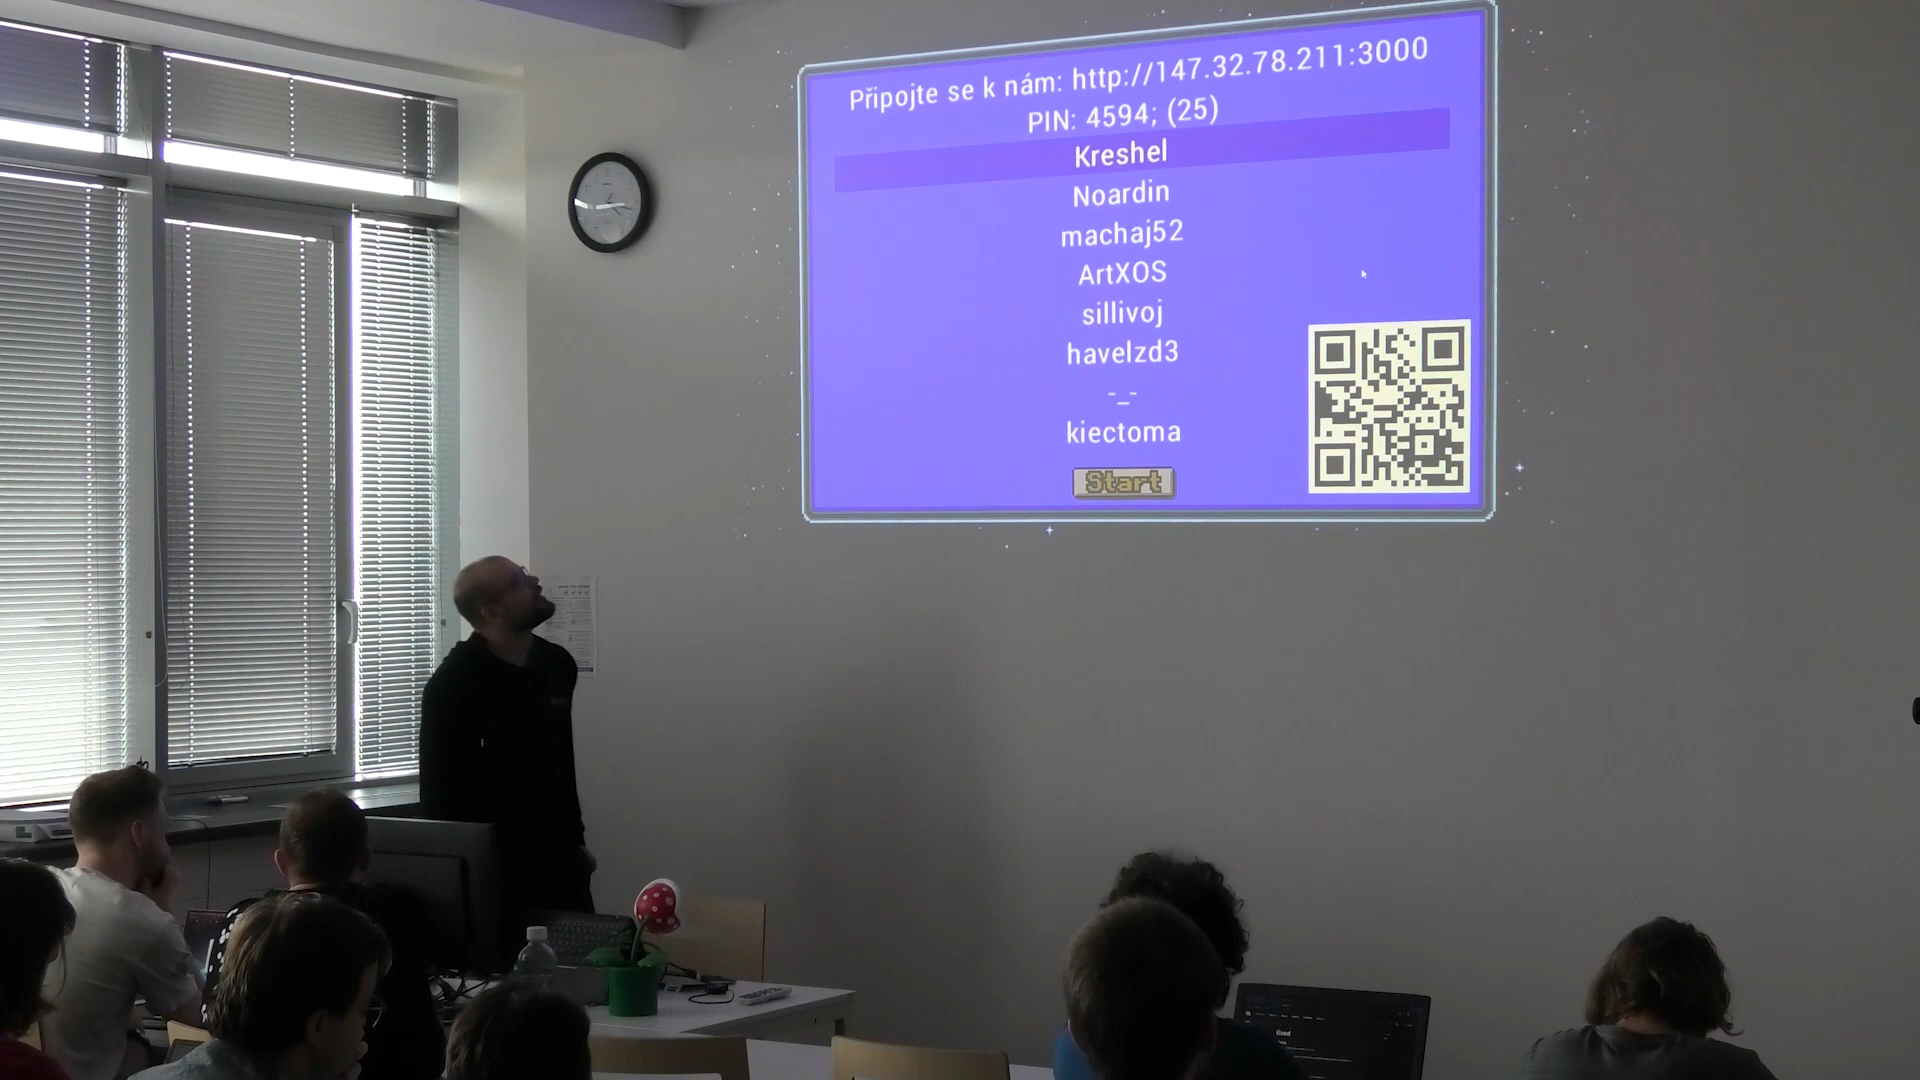 Připojte se k nám: http://147.32.78.211:3000
PIN: 4594; (25)
Kreshel
Noardin
machaj52
ArtXOS
sillivoj
havelzd3
-_-
kiectoma
Start
Úvod